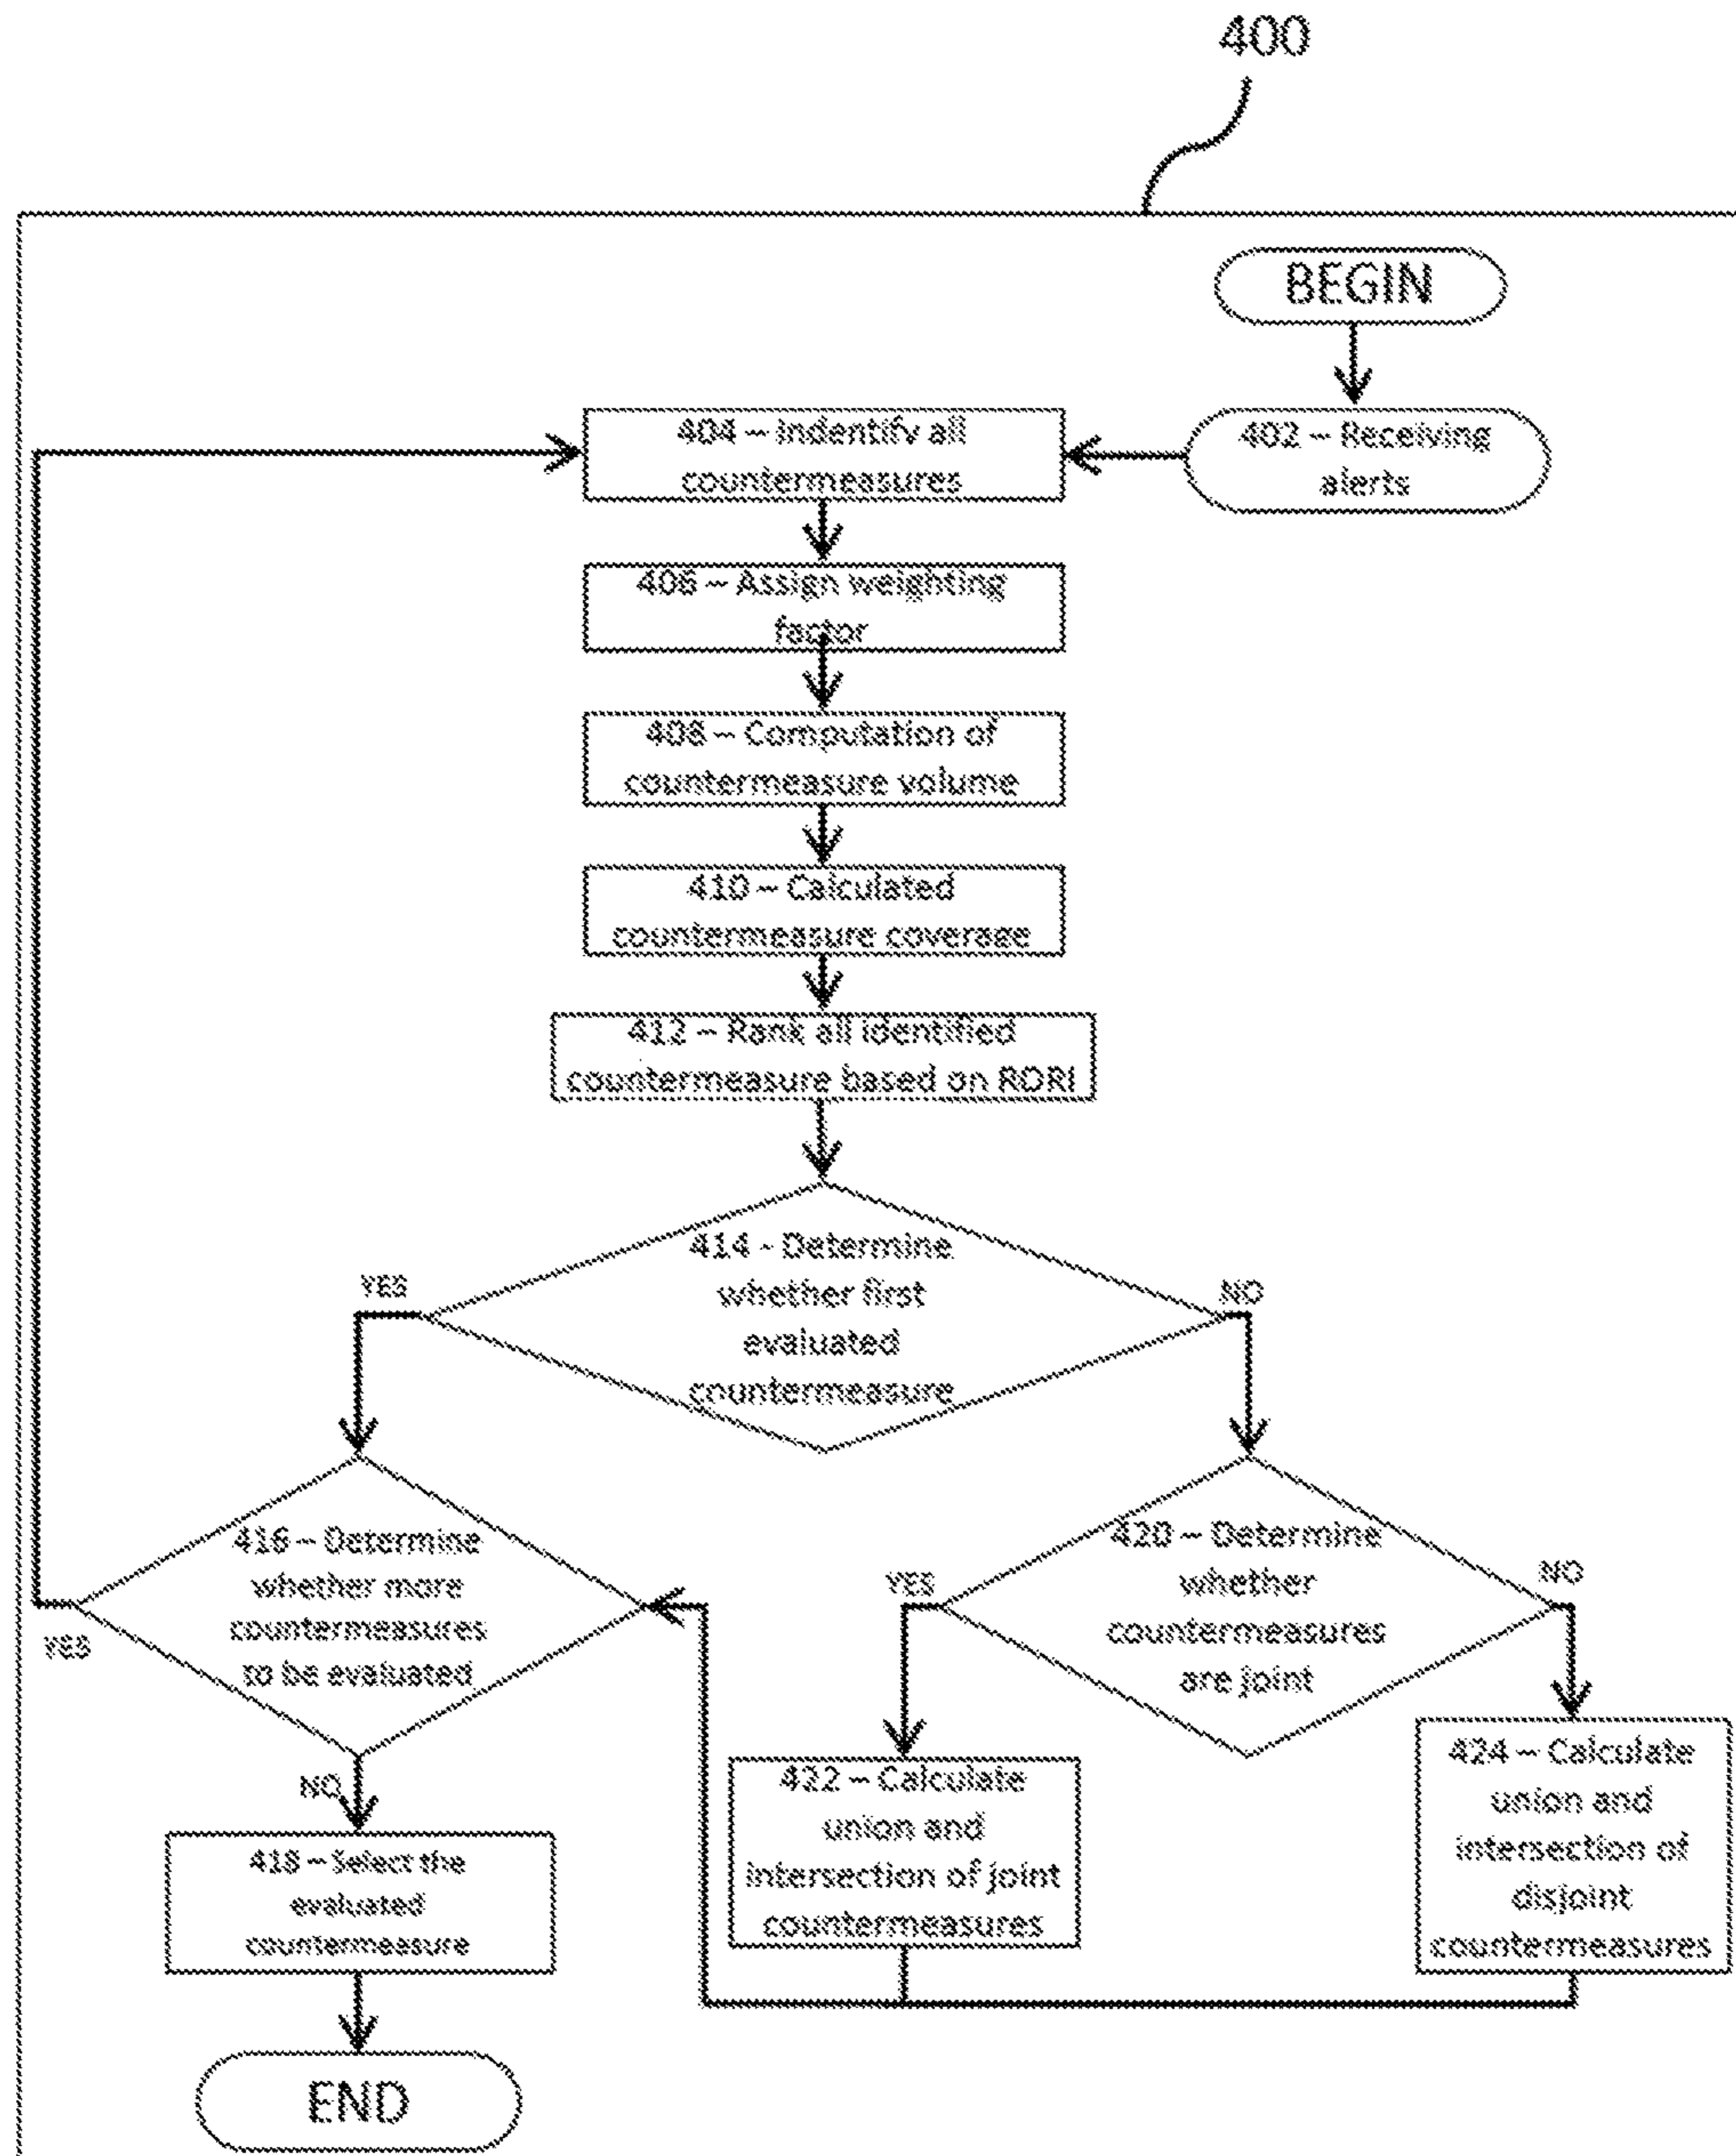 400
BEGIN
402 – Receiving
alerts
404 – Indentify all
countermeasures
406 – Assign weighting
factor
408 – Computation of
countermeasure volume
410 – Calculated
countermeasure coverage
412 – Rank all identified
countermeasure based on RORI
414 - Determine
whether first
evaluated
countermeasure
YES
NO
416 – Determine
whether more
countermeasures
to be evaluated
YES
NO
418 – Select the
evaluated
countermeasure
END
420 – Determine
whether
countermeasures
are joint
YES
NO
422 – Calculate
union and
intersection of joint
countermeasures
424 – Calculate
union and
intersection of
disjoint
countermeasures